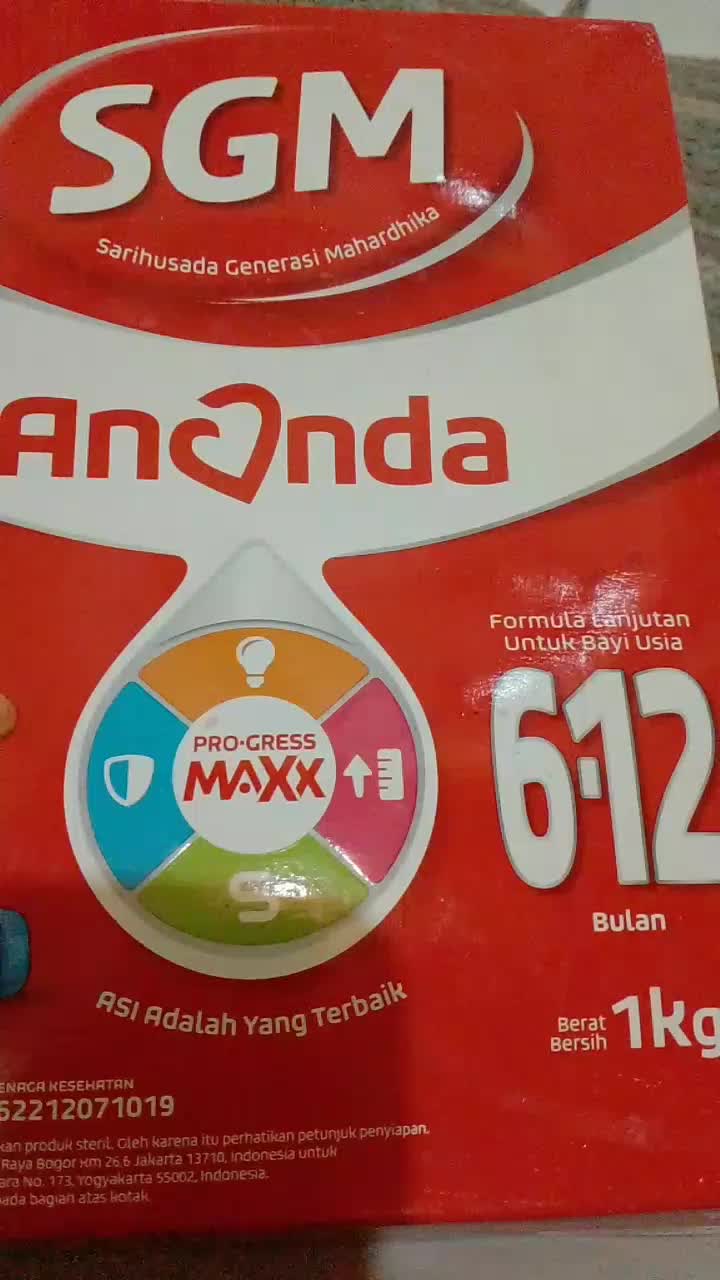 SGM
Sarihusada Generasi Mahardhika
Ananda
Formula Lanjutan
Untuk Bayi Usia
6-12
Bulan
PRO-GRESS
MAXX
ASI Adalah Yang Terbaik
Berat
Bersih
1kg
ENAGA KESEHATAN
62212071019
kan produk steril. Oleh karena itu perhatikan petunjuk penyiapan.
Raya Bogor Km 26,6 Jakarta 13710, Indonesia untuk
ara No. 173, Yogyakarta 55002, Indonesia.
pada bagian atas kotak.